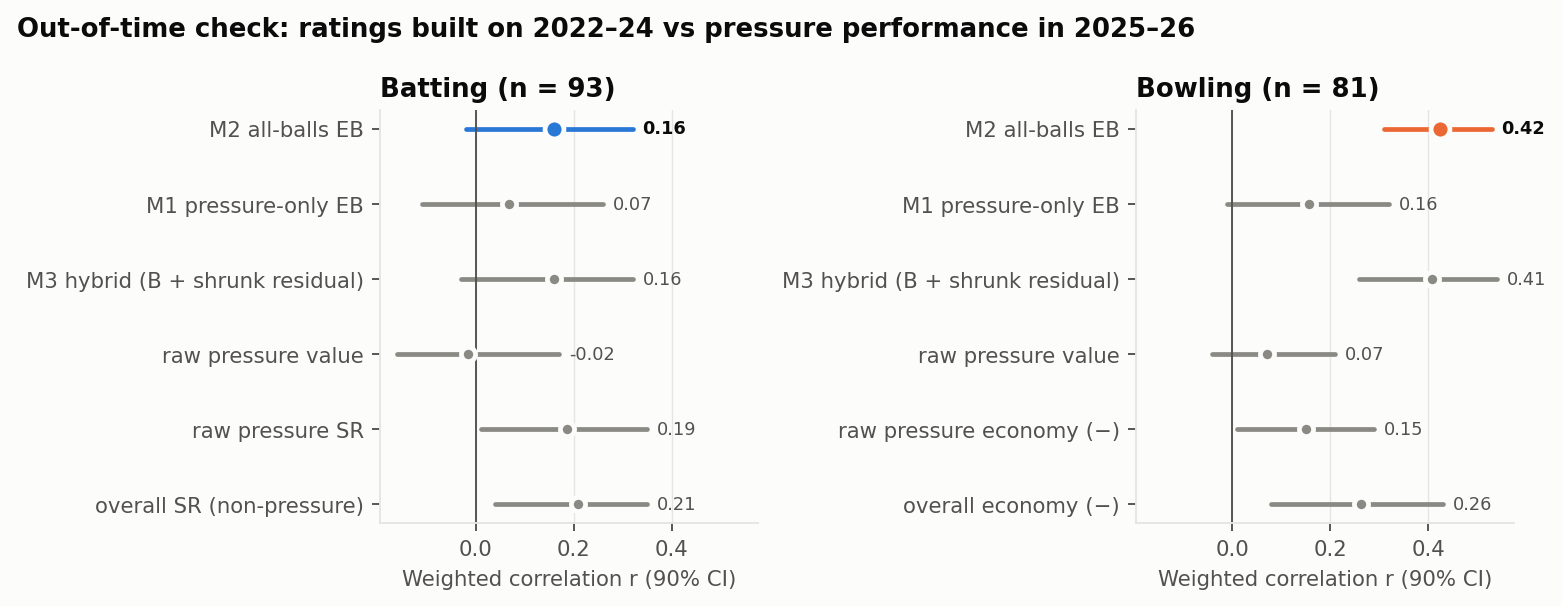 Out-of-time check: ratings built on 2022–24 vs pressure performance in 2025–26
Batting (n = 93)
M2 all-balls EB
0.16
M1 pressure-only EB
0.07
M3 hybrid (B + shrunk residual)
0.16
raw pressure value
-0.02
raw pressure SR
0.19
overall SR (non-pressure)
0.21
0.0 0.2 0.4
Weighted correlation r (90% CI)
Bowling (n = 81)
M2 all-balls EB
0.42
M1 pressure-only EB
0.16
M3 hybrid (B + shrunk residual)
0.41
raw pressure value
0.07
raw pressure economy (−)
0.15
overall economy (−)
0.26
0.0 0.2 0.4
Weighted correlation r (90% CI)